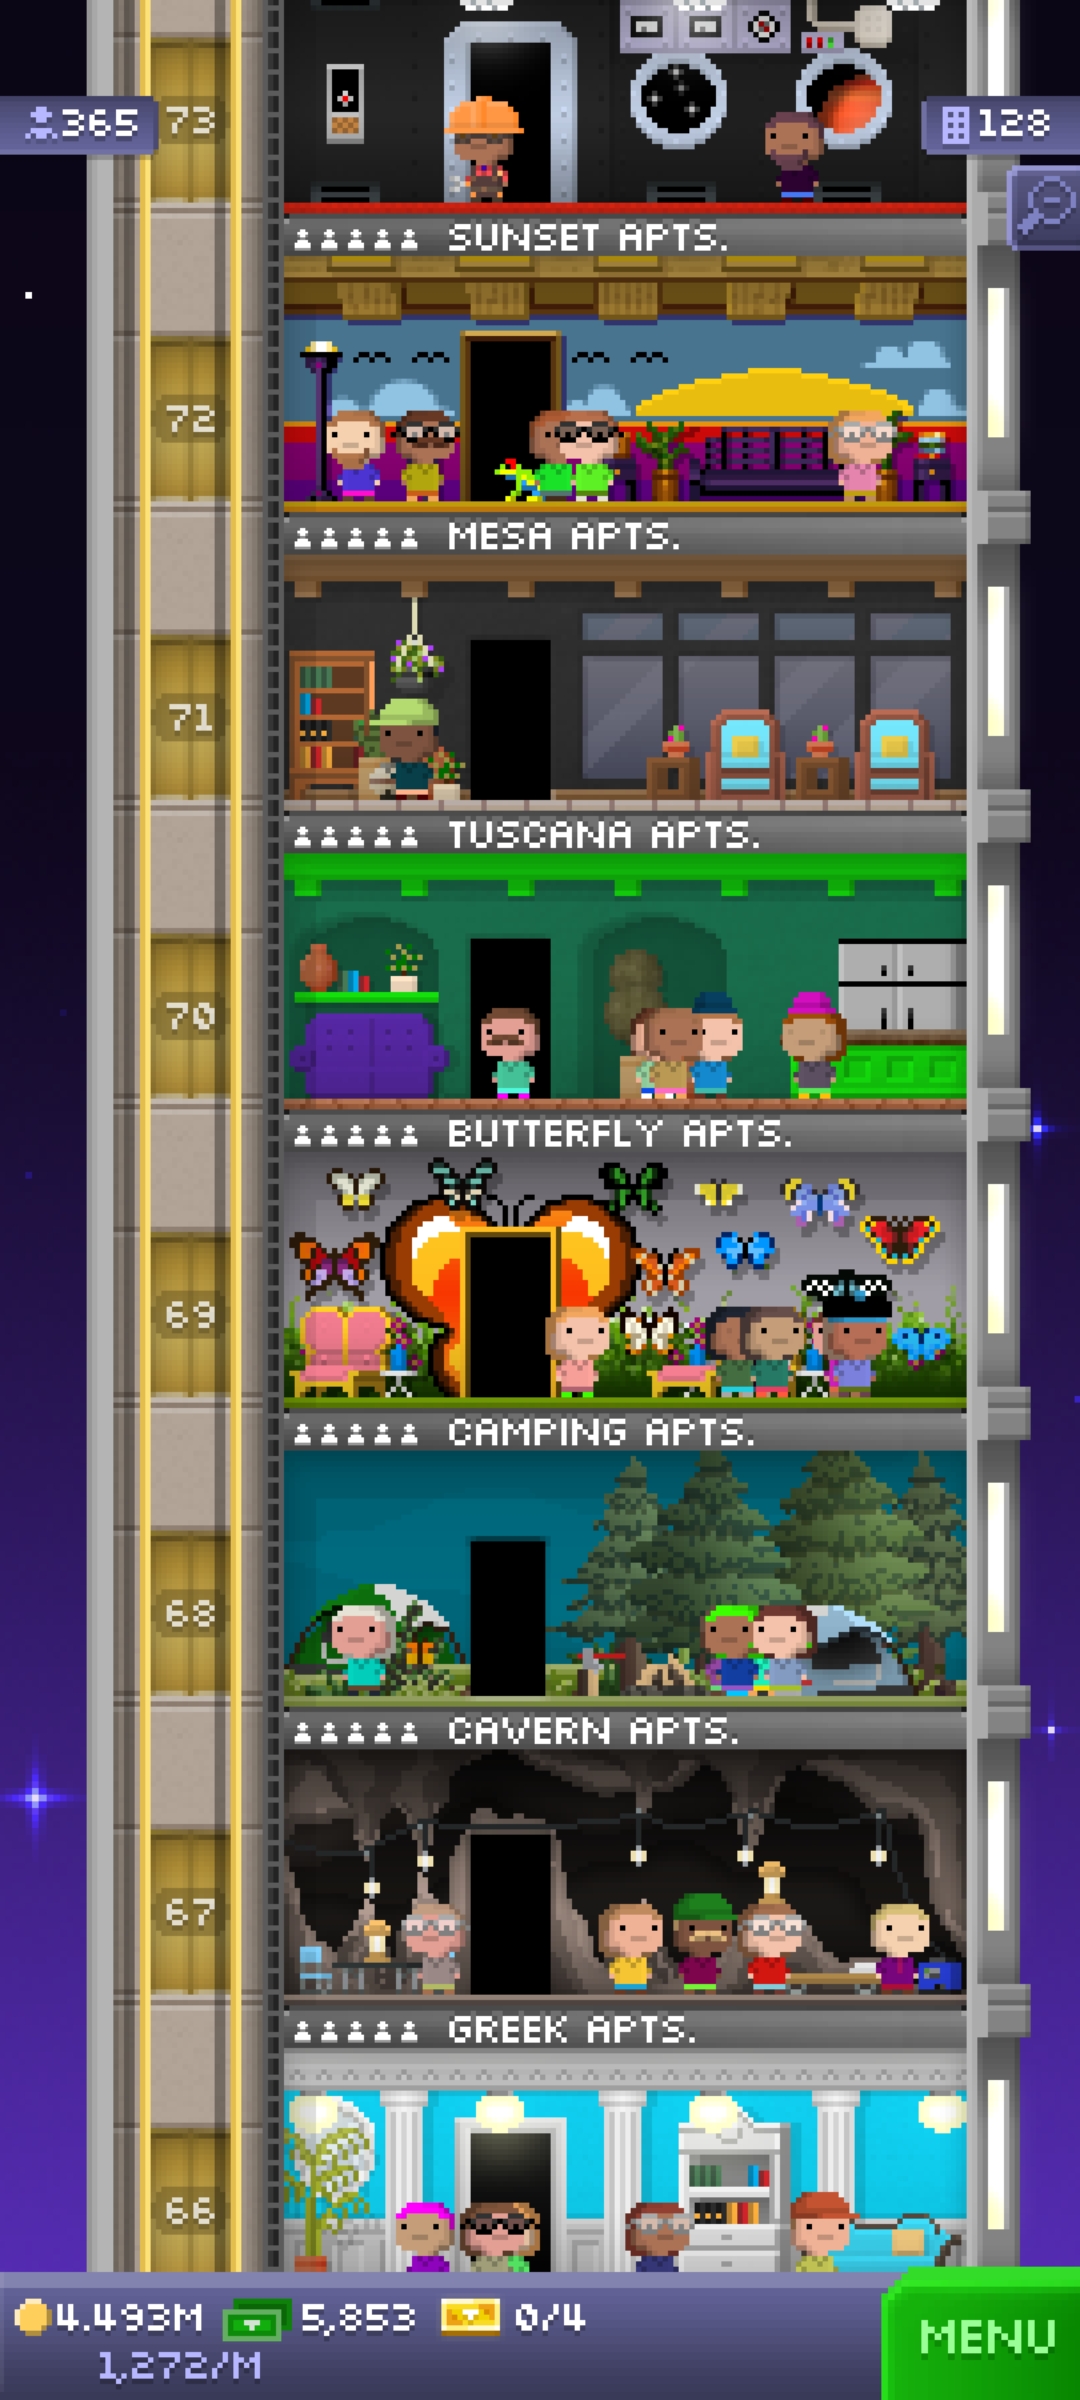 365
73
128
SUNSET APTS.
72
MESA APTS.
71
TUSCANA APTS.
70
BUTTERFLY APTS.
69
CAMPING APTS.
68
CAVERN APTS.
67
GREEK APTS.
66
4.493M 5,853 0/4
1,272/M
MENU